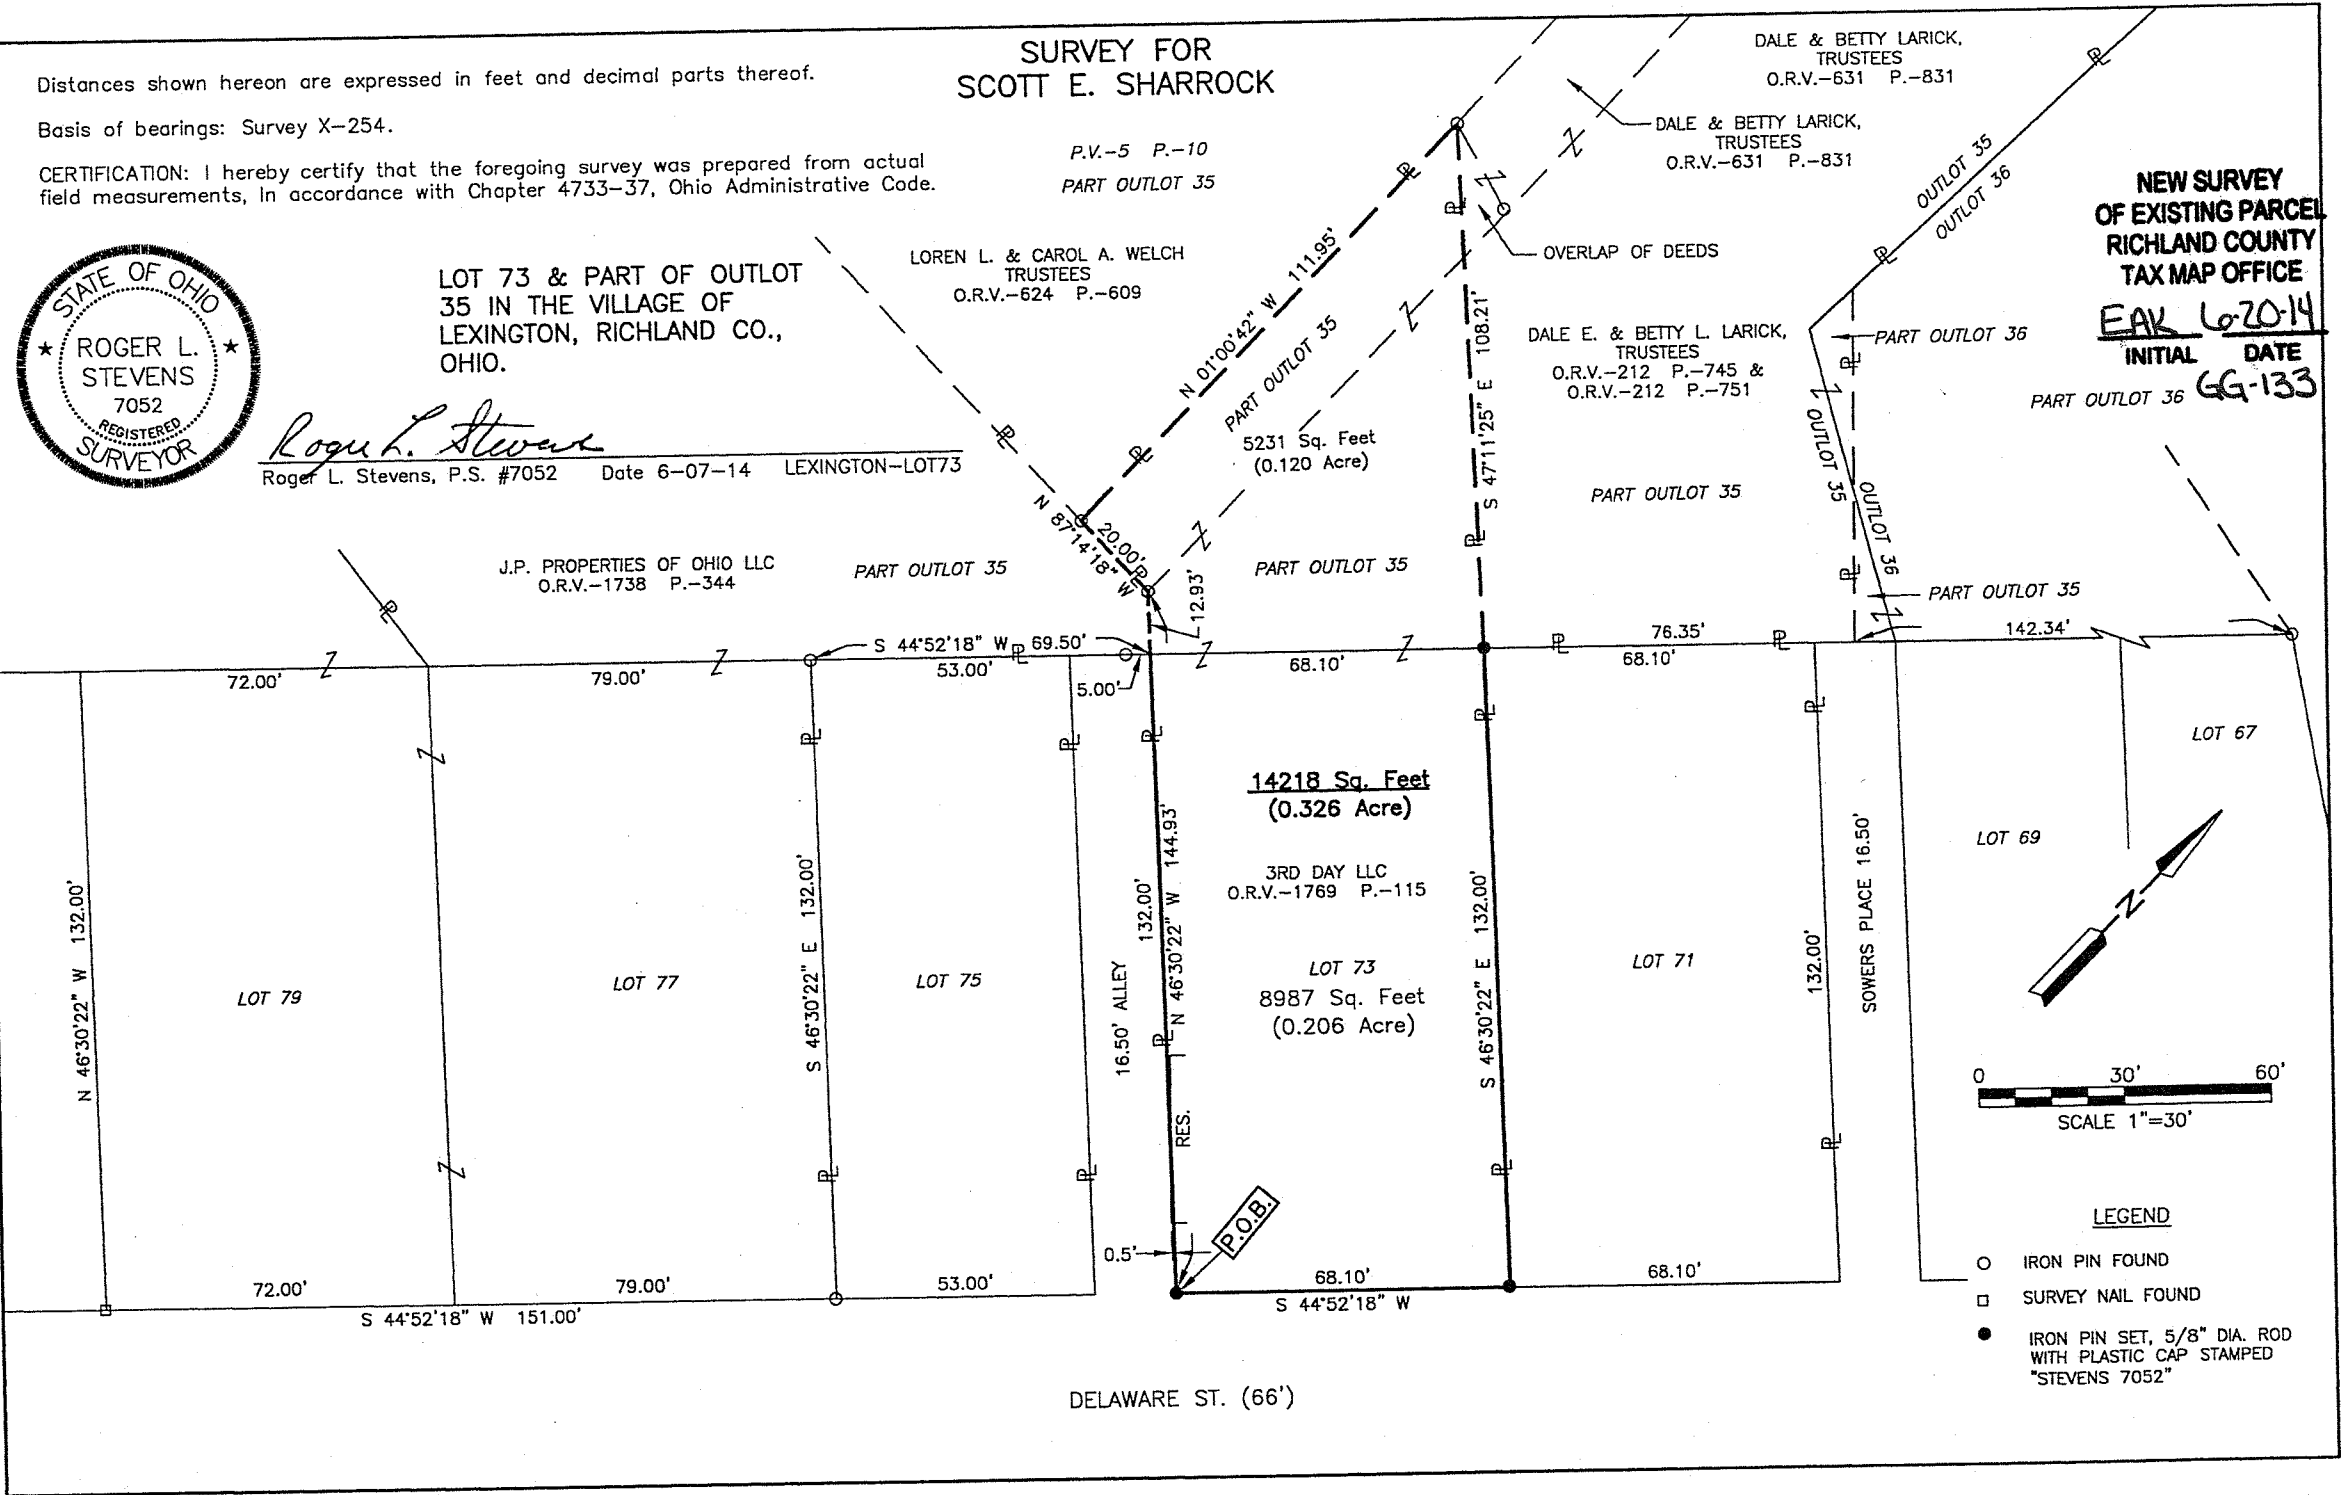 SURVEY FOR
SCOTT E. SHARROCK
Distances shown hereon are expressed in feet and decimal parts thereof.
Basis of bearings: Survey X-254.
CERTIFICATION: I hereby certify that the foregoing survey was prepared from actual
field measurements, In accordance with Chapter 4733-37, Ohio Administrative Code.
P.V.-5 P.-10
PART OUTLOT 35
DALE & BETTY LARICK,
TRUSTEES
O.R.V.-631 P.-831
DALE & BETTY LARICK,
TRUSTEES
O.R.V.-631 P.-831
OUTLOT 35
OUTLOT 36
NEW SURVEY
OF EXISTING PARCEL
RICHLAND COUNTY
TAX MAP OFFICE
EAK 6-20-14
INITIAL DATE
GG-133
STATE OF OHIO
ROGER L.
STEVENS
7052
REGISTERED
SURVEYOR
LOT 73 & PART OF OUTLOT
35 IN THE VILLAGE OF
LEXINGTON, RICHLAND CO.,
OHIO.
Roger L. Stevens
Roger L. Stevens, P.S. #7052 Date 6-07-14 LEXINGTON-LOT73
LOREN L. & CAROL A. WELCH
TRUSTEES
O.R.V.-624 P.-609
N 01°00'42" W 111.95'
PART OUTLOT 35
5231 Sq. Feet
(0.120 Acre)
OVERLAP OF DEEDS
S 47°11'25" E 108.21'
DALE E. & BETTY L. LARICK,
TRUSTEES
O.R.V.-212 P.-745 &
O.R.V.-212 P.-751
PART OUTLOT 35
PART OUTLOT 36
PART OUTLOT 36
OUTLOT 35
OUTLOT 36
PART OUTLOT 35
J.P. PROPERTIES OF OHIO LLC
O.R.V.-1738 P.-344
PART OUTLOT 35
N 87°14'18" W
20.00'
12.93'
PART OUTLOT 35
S 44°52'18" W 69.50'
76.35'
142.34'
72.00'
79.00'
53.00'
5.00'
68.10'
68.10'
N 46°30'22" W 132.00'
LOT 79
LOT 77
S 46°30'22" E 132.00'
LOT 75
16.50' ALLEY
132.00'
N 46°30'22" W 144.93'
RES.
14218 Sq. Feet
(0.326 Acre)
3RD DAY LLC
O.R.V.-1769 P.-115
LOT 73
8987 Sq. Feet
(0.206 Acre)
S 46°30'22" E 132.00'
LOT 71
132.00'
SOWERS PLACE 16.50'
LOT 69
LOT 67
N
0 30' 60'
SCALE 1"=30'
0.5'
P.O.B.
72.00'
79.00'
53.00'
68.10'
68.10'
S 44°52'18" W 151.00'
S 44°52'18" W
DELAWARE ST. (66')
LEGEND
IRON PIN FOUND
SURVEY NAIL FOUND
IRON PIN SET, 5/8" DIA. ROD
WITH PLASTIC CAP STAMPED
"STEVENS 7052"